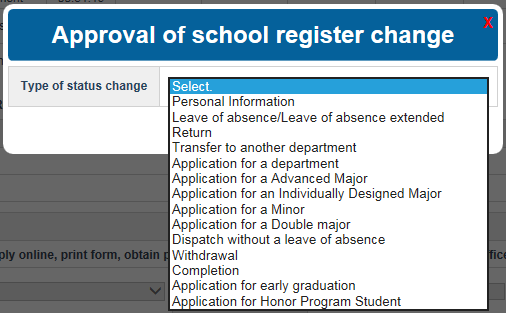 Approval of school register change
X
Type of status change
Select.
Personal Information
Leave of absence/Leave of absence extended
Return
Transfer to another department
Application for a department
Application for a Advanced Major
Application for an Individually Designed Major
Application for a Minor
Application for a Double major
Dispatch without a leave of absence
Withdrawal
Completion
Application for early graduation
Application for Honor Program Student
online, print form, obtain